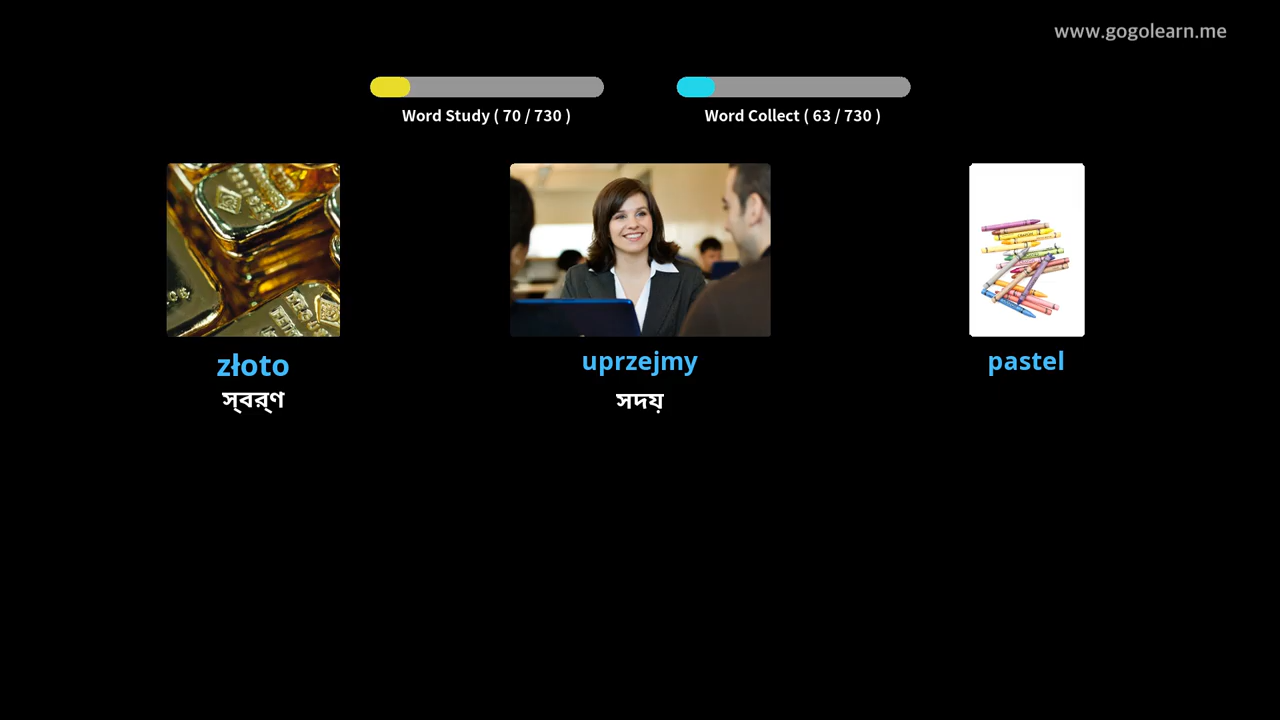 www.gogolearn.me
Word Study ( 70 / 730 )
Word Collect ( 63 / 730 )
złoto
স্বর্ণ
uprzejmy
সদয়
pastel